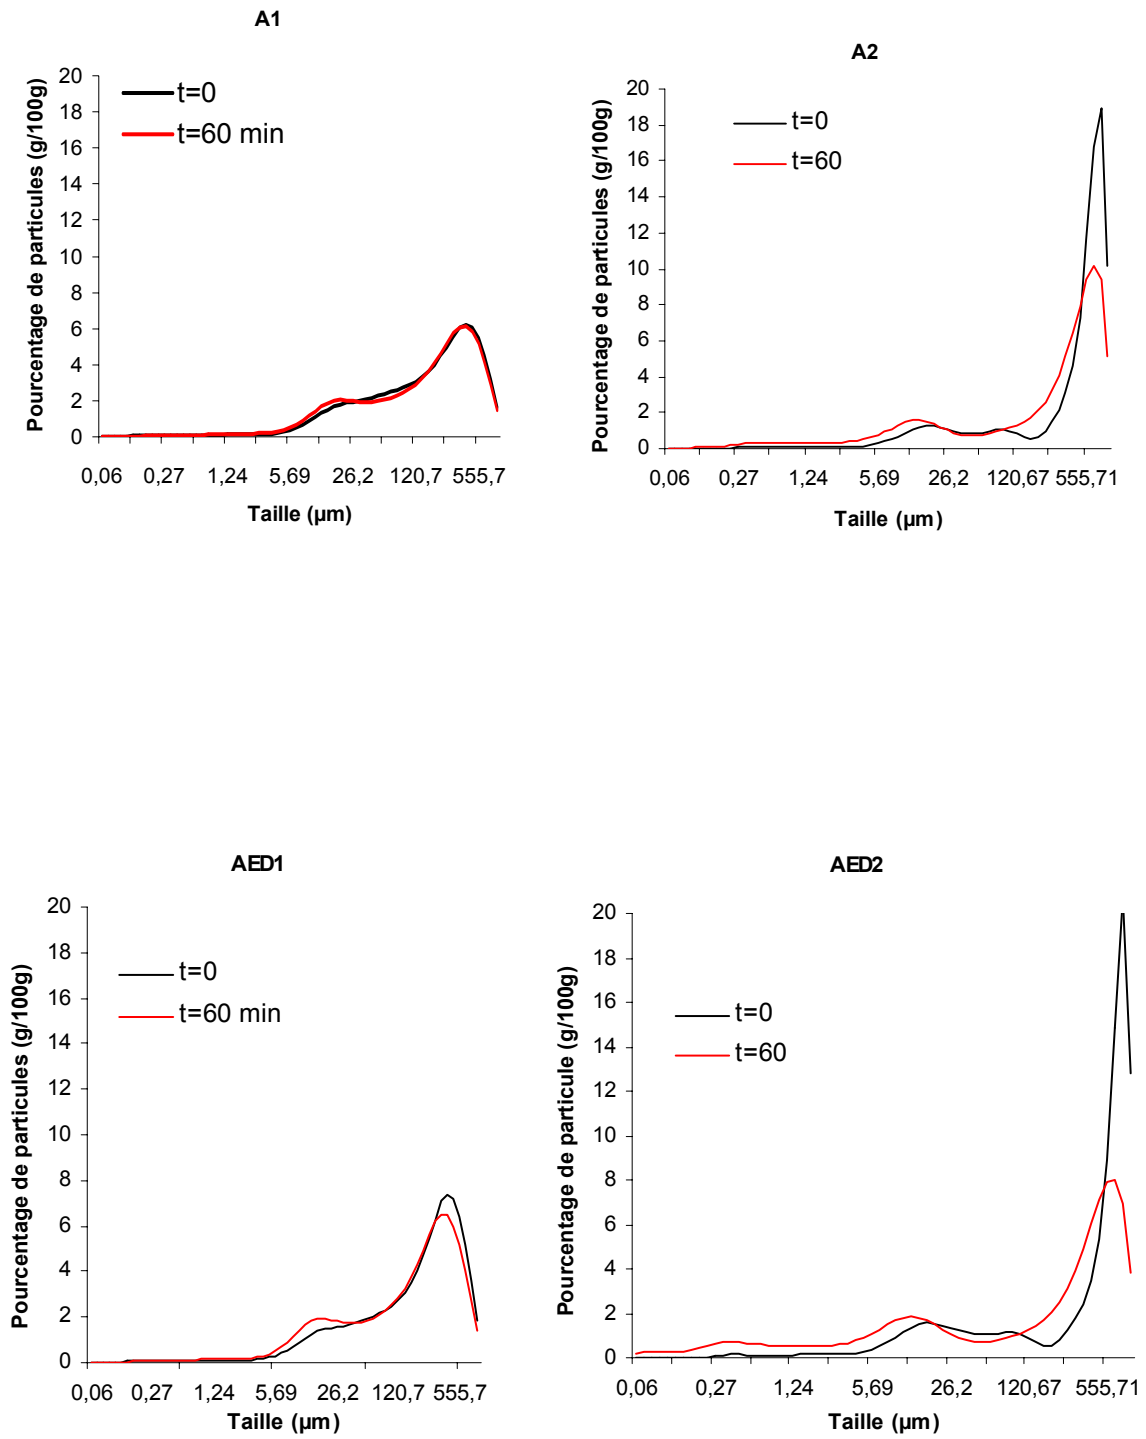 A1
Pourcentage de particules (g/100g)
20
18
16
14
12
10
8
6
4
2
0
t=0
t=60 min
0,06 0,27 1,24 5,69 26,2 120,7 555,7
Taille (µm)
A2
Pourcentage de particules (g/100g)
20
18
16
14
12
10
8
6
4
2
0
t=0
t=60
0,06 0,27 1,24 5,69 26,2 120,67 555,71
Taille (µm)
AED1
Pourcentage de particules (g/100g)
20
18
16
14
12
10
8
6
4
2
0
t=0
t=60 min
0,06 0,27 1,24 5,69 26,2 120,7 555,7
Taille (µm)
AED2
Pourcentage de particule (g/100g)
20
18
16
14
12
10
8
6
4
2
0
t=0
t=60
0,06 0,27 1,24 5,69 26,2 120,67 555,71
Taille (µm)